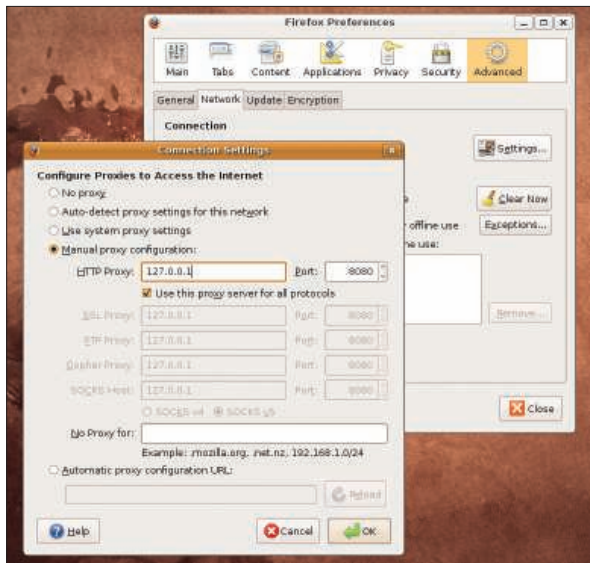 Firefox Preferences
Main Tabs Content Applications Privacy Security Advanced
General Network Update Encryption
Connection
Settings...
Clear Now
offline use
Exceptions...
use:
Remove...
Close
Connection Settings
Configure Proxies to Access the Internet
No proxy
Auto-detect proxy settings for this network
Use system proxy settings
Manual proxy configuration:
HTTP Proxy: 127.0.0.1 Port: 8080
Use this proxy server for all protocols
SSL Proxy: 127.0.0.1 Port: 8080
FTP Proxy: 127.0.0.1 Port: 8080
Gopher Proxy: 127.0.0.1 Port: 8080
SOCKS Host: 127.0.0.1 Port: 8080
SOCKS v4 SOCKS v5
No Proxy for:
Example: .mozilla.org, .net.nz, 192.168.1.0/24
Automatic proxy configuration URL:
Reload
Help Cancel OK